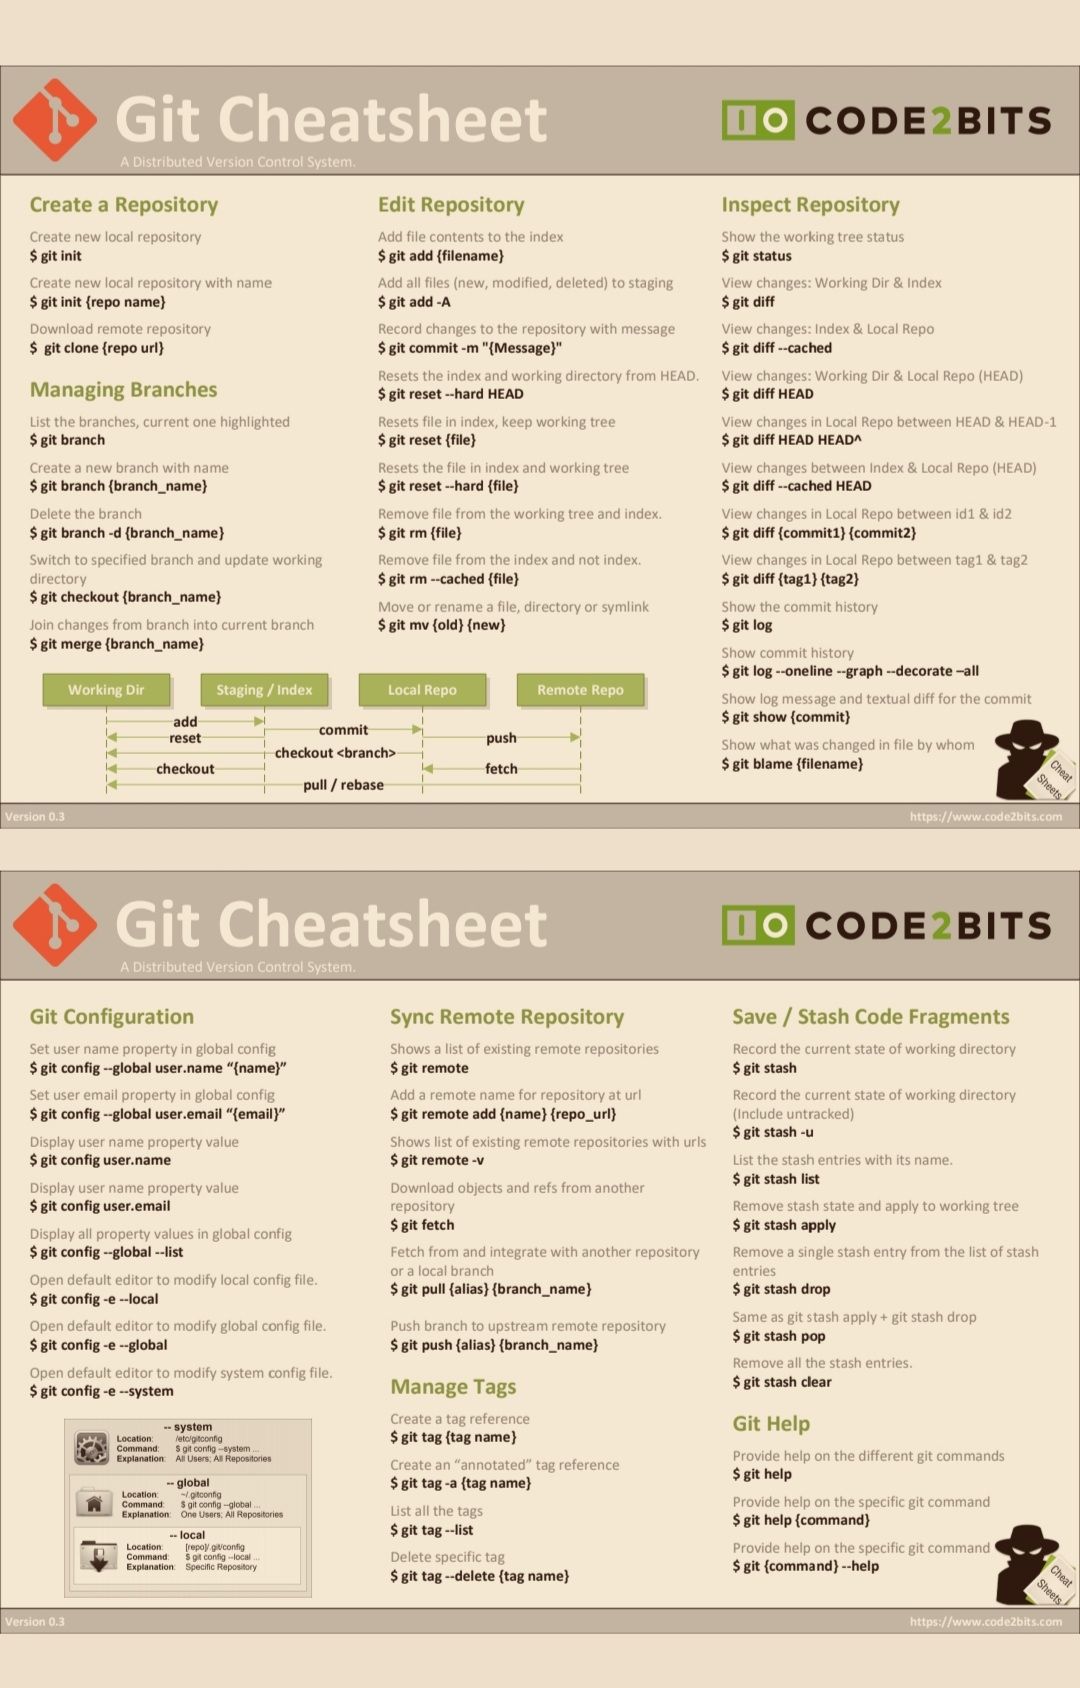 Git Cheatsheet
A Distributed Version Control System.
IO CODE2BITS
Create a Repository
Create new local repository
$ git init
Create new local repository with name
$ git init {repo name}
Download remote repository
$ git clone {repo url}
Managing Branches
List the branches, current one highlighted
$ git branch
Create a new branch with name
$ git branch {branch_name}
Delete the branch
$ git branch -d {branch_name}
Switch to specified branch and update working
directory
$ git checkout {branch_name}
Join changes from branch into current branch
$ git merge {branch_name}
Edit Repository
Add file contents to the index
$ git add {filename}
Add all files (new, modified, deleted) to staging
$ git add -A
Record changes to the repository with message
$ git commit -m "{Message}"
Resets the index and working directory from HEAD.
$ git reset --hard HEAD
Resets file in index, keep working tree
$ git reset {file}
Resets the file in index and working tree
$ git reset --hard {file}
Remove file from the working tree and index.
$ git rm {file}
Remove file from the index and not index.
$ git rm --cached {file}
Move or rename a file, directory or symlink
$ git mv {old} {new}
Inspect Repository
Show the working tree status
$ git status
View changes: Working Dir & Index
$ git diff
View changes: Index & Local Repo
$ git diff --cached
View changes: Working Dir & Local Repo (HEAD)
$ git diff HEAD
View changes in Local Repo between HEAD & HEAD-1
$ git diff HEAD HEAD^
View changes between Index & Local Repo (HEAD)
$ git diff --cached HEAD
View changes in Local Repo between id1 & id2
$ git diff {commit1} {commit2}
View changes in Local Repo between tag1 & tag2
$ git diff {tag1} {tag2}
Show the commit history
$ git log
Show commit history
$ git log --oneline --graph --decorate –all
Show log message and textual diff for the commit
$ git show {commit}
Show what was changed in file by whom
$ git blame {filename}
Working Dir
Staging / Index
Local Repo
Remote Repo
add
commit
reset
push
checkout <branch>
checkout
fetch
pull / rebase
Cheat
Sheets
Version 0.3
https://www.code2bits.com
Git Cheatsheet
A Distributed Version Control System.
IO CODE2BITS
Git Configuration
Set user name property in global config
$ git config --global user.name “{name}”
Set user email property in global config
$ git config --global user.email “{email}”
Display user name property value
$ git config user.name
Display user name property value
$ git config user.email
Display all property values in global config
$ git config --global --list
Open default editor to modify local config file.
$ git config -e --local
Open default editor to modify global config file.
$ git config -e --global
Open default editor to modify system config file.
$ git config -e --system
-- system
Location: /etc/gitconfig
Command: $ git config --system ...
Explanation: All Users; All Repositories
-- global
Location: ~/.gitconfig
Command: $ git config --global ...
Explanation: One Users; All Repositories
-- local
Location: [repo]/.git/config
Command: $ git config --local ...
Explanation: Specific Repository
Sync Remote Repository
Shows a list of existing remote repositories
$ git remote
Add a remote name for repository at url
$ git remote add {name} {repo_url}
Shows list of existing remote repositories with urls
$ git remote -v
Download objects and refs from another
repository
$ git fetch
Fetch from and integrate with another repository
or a local branch
$ git pull {alias} {branch_name}
Push branch to upstream remote repository
$ git push {alias} {branch_name}
Manage Tags
Create a tag reference
$ git tag {tag name}
Create an “annotated” tag reference
$ git tag -a {tag name}
List all the tags
$ git tag --list
Delete specific tag
$ git tag --delete {tag name}
Save / Stash Code Fragments
Record the current state of working directory
$ git stash
Record the current state of working directory
(Include untracked)
$ git stash -u
List the stash entries with its name.
$ git stash list
Remove stash state and apply to working tree
$ git stash apply
Remove a single stash entry from the list of stash
entries
$ git stash drop
Same as git stash apply + git stash drop
$ git stash pop
Remove all the stash entries.
$ git stash clear
Git Help
Provide help on the different git commands
$ git help
Provide help on the specific git command
$ git help {command}
Provide help on the specific git command
$ git {command} --help
Cheat
Sheets
Version 0.3
https://www.code2bits.com